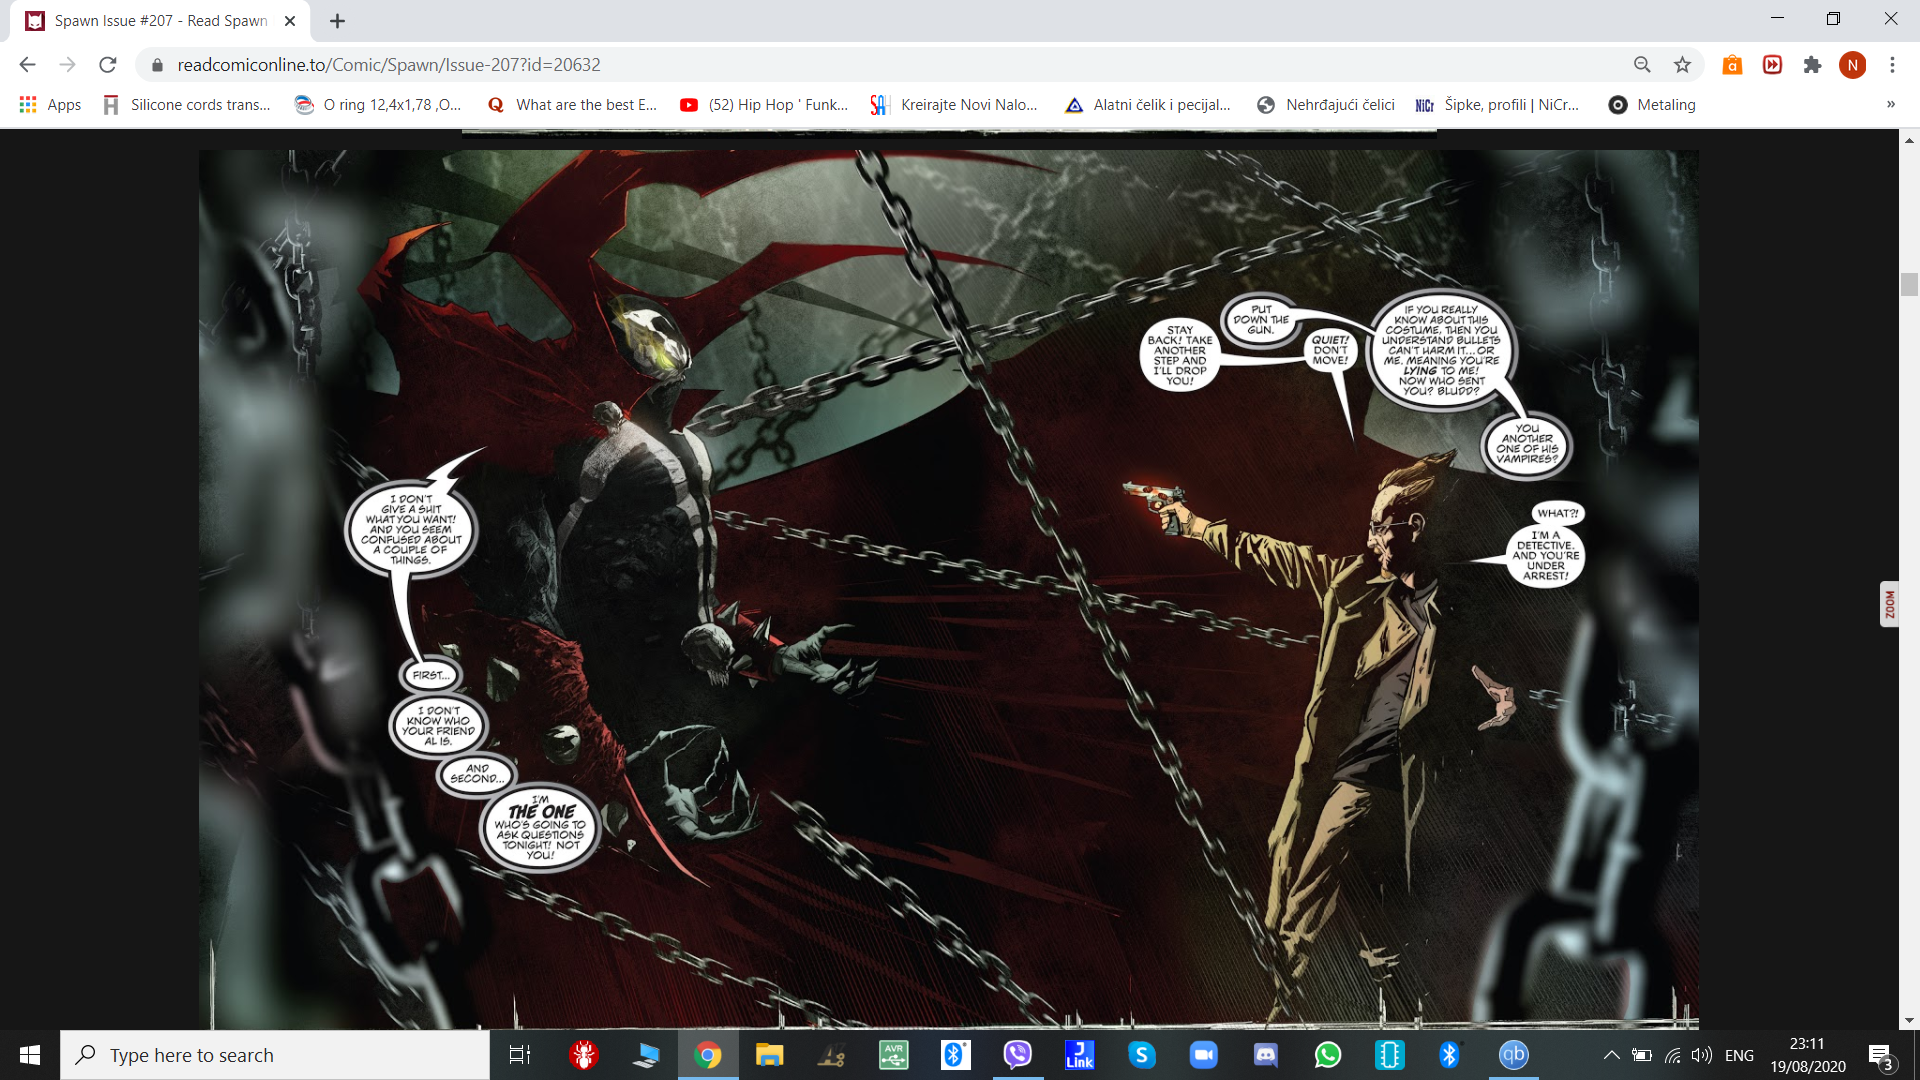 Spawn Issue #207 - Read Spawn
readcomiconline.to/Comic/Spawn/Issue-207?id=20632
N
Apps
Silicone cords trans...
O ring 12,4x1,78 ,O...
What are the best E...
(52) Hip Hop ' Funk...
Kreirajte Novi Nalo...
Alatni čelik i pecijal...
Nehrđajući čelici
NiCr
Šipke, profili | NiCr...
Metaling
»
I DON'T
GIVE A SHIT
WHAT YOU WANT!
AND YOU SEEM
CONFUSED ABOUT
A COUPLE OF
THINGS.
FIRST...
I DON'T
KNOW WHO
YOUR FRIEND
AL IS.
AND
SECOND...
I'M
THE ONE
WHO'S GOING TO
ASK QUESTIONS
TONIGHT! NOT
YOU!
STAY
BACK! TAKE
ANOTHER
STEP AND
I'LL DROP
YOU!
PUT
DOWN THE
GUN.
QUIET!
DON'T
MOVE!
IF YOU REALLY
KNOW ABOUT THIS
COSTUME, THEN YOU
UNDERSTAND BULLETS
CAN'T HARM IT... OR
ME. MEANING YOU'RE
LYING TO ME!
NOW WHO SENT
YOU? BLUDD?
YOU
ANOTHER
ONE OF HIS
VAMPIRES?
WHAT?!
I'M A
DETECTIVE.
AND YOU'RE
UNDER
ARREST!
ZOOM
Type here to search
AVR
J
Link
qb
ENG
23:11
19/08/2020
3